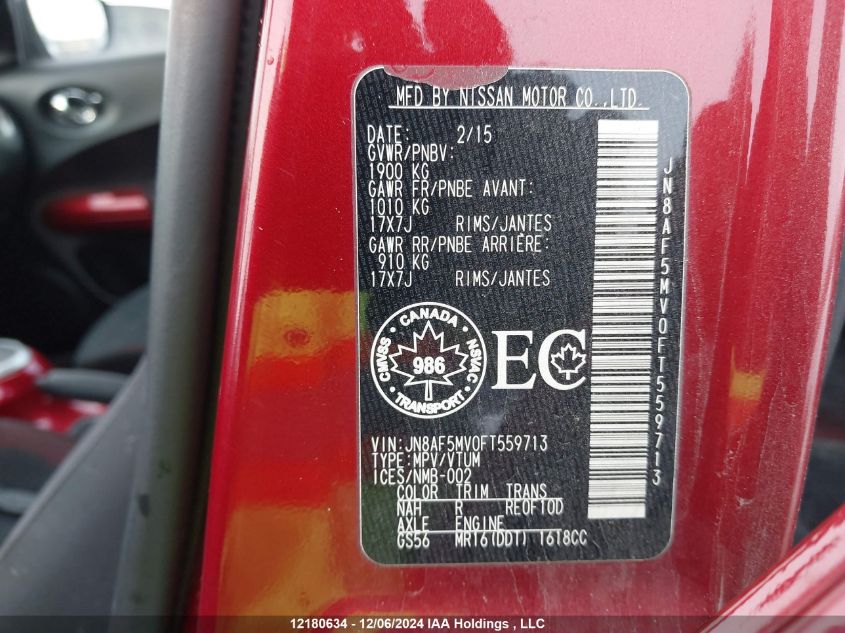 MFD BY NISSAN MOTOR CO.,LTD.
DATE: 2/15
GVWR/PNBV:
1900 KG
GAWR FR/PNBE AVANT:
1010 KG
17X7J RIMS/JANTES
GAWR RR/PNBE ARRIÈRE:
910 KG
17X7J RIMS/JANTES
CANADA
CMVSS
NSVAC
986
TRANSPORT
EC
VIN:JN8AF5MV0FT559713
TYPE:MPV/VTUM
ICES/NMB-002
COLOR TRIM TRANS
NAH R RE0F10D
AXLE ENGINE
GS56 MR16(DDT) 16T8CC
JN8AF5MV0FT559713
12180634 - 12/06/2024 IAA Holdings , LLC